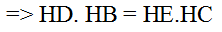 => HD. HB = HE.HC